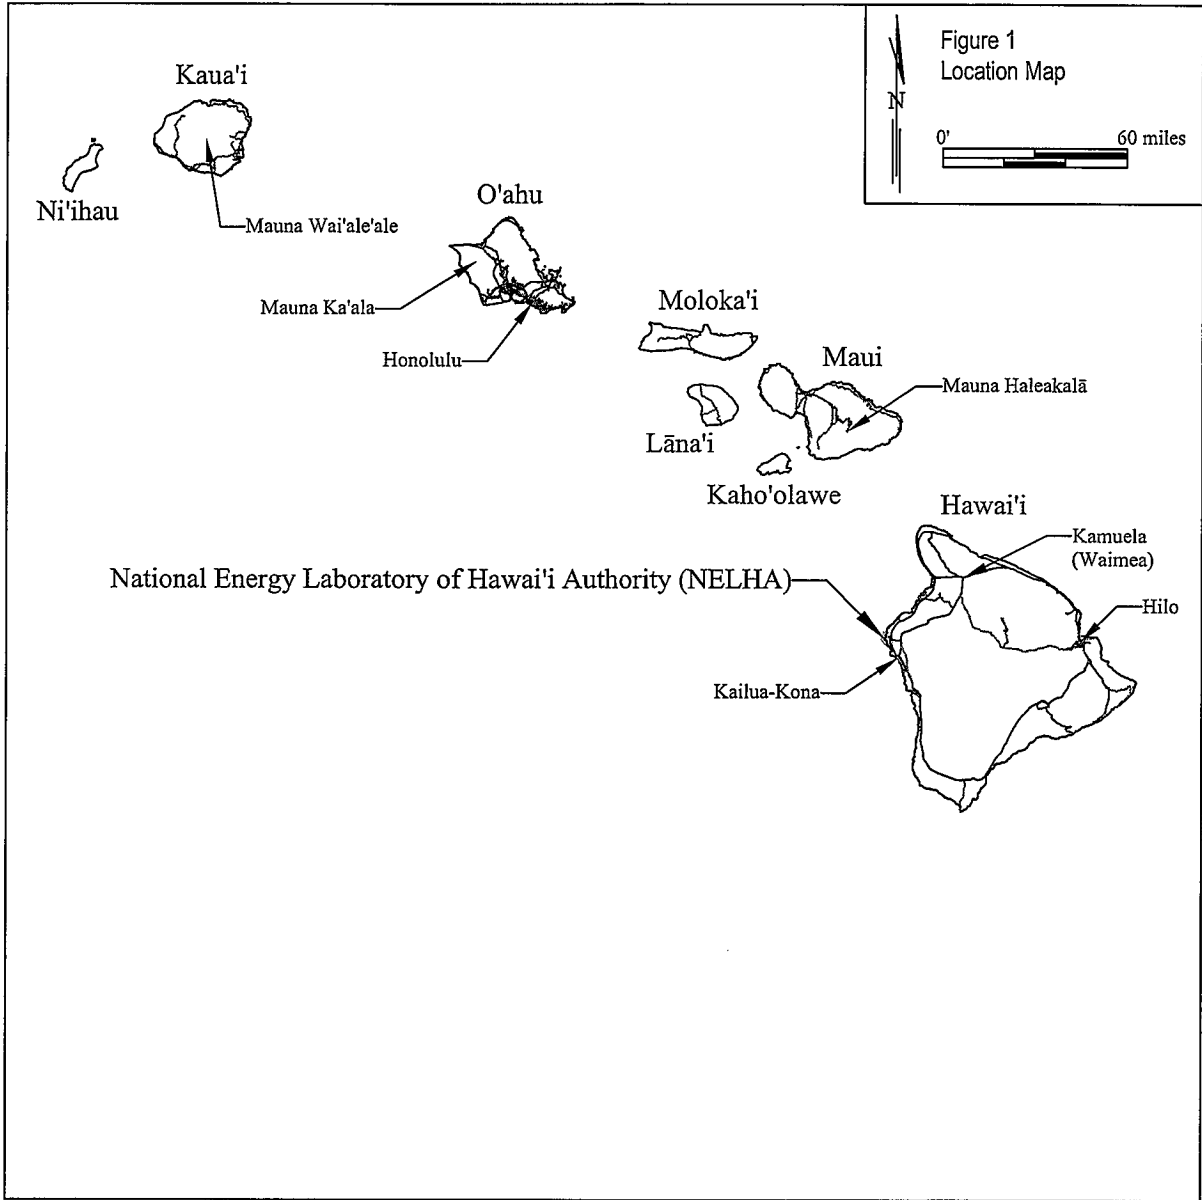 Figure 1
Location Map
N
0' 60 miles
Kaua'i
Ni'ihau
Mauna Wai'ale'ale
O'ahu
Mauna Ka'ala
Honolulu
Moloka'i
Maui
Mauna Haleakalā
Lāna'i
Kaho'olawe
Hawai'i
Kamuela
(Waimea)
National Energy Laboratory of Hawai'i Authority (NELHA)
Hilo
Kailua-Kona